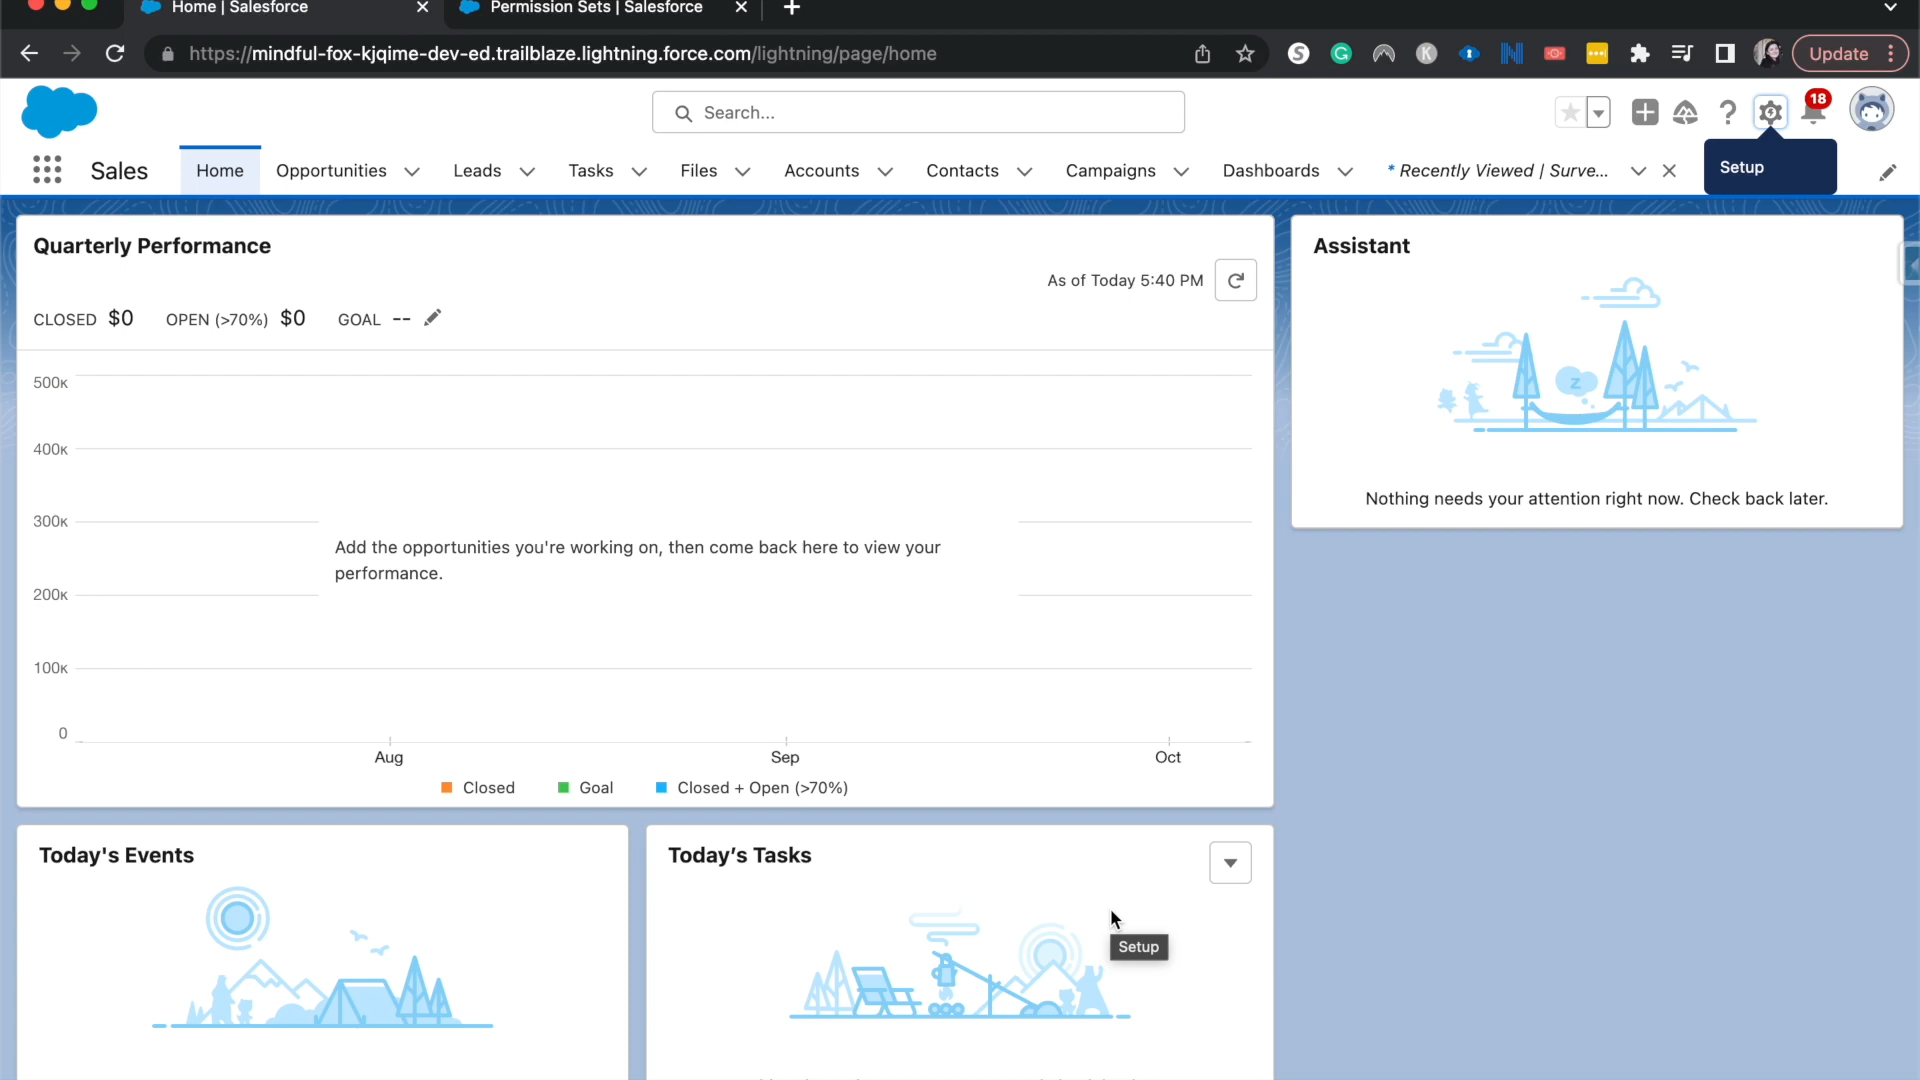 Home | Salesforce
Permission Sets | Salesforce
https://mindful-fox-kjqime-dev-ed.trailblaze.lightning.force.com/lightning/page/home
Update
Search...
18
Sales
Home
Opportunities
Leads
Tasks
Files
Accounts
Contacts
Campaigns
Dashboards
* Recently Viewed | Surve...
Setup
Quarterly Performance
As of Today 5:40 PM
CLOSED $0 OPEN (>70%) $0 GOAL --
500K
400K
300K
200K
100K
0
Add the opportunities you're working on, then come back here to view your
performance.
Aug Sep Oct
Closed Goal Closed + Open (>70%)
Assistant
z
Nothing needs your attention right now. Check back later.
Today's Events
Today’s Tasks
Setup